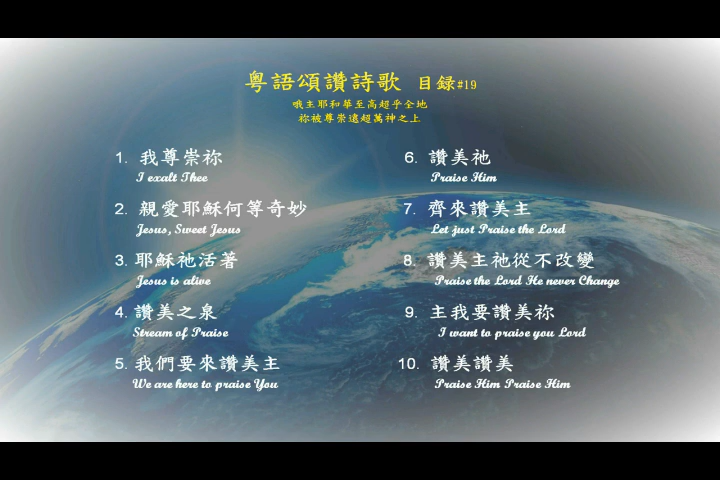 粵語頌讚詩歌 目録#19
哦主耶和華至高超乎全地
祢被尊崇遠超萬神之上
1. 我尊崇祢
I exalt Thee
2. 親愛耶穌何等奇妙
Jesus, Sweet Jesus
3. 耶穌祂活著
Jesus is alive
4. 讚美之泉
Stream of Praise
5. 我們要來讚美主
We are here to praise You
6. 讚美祂
Praise Him
7. 齊來讚美主
Let just Praise the Lord
8. 讚美主祂從不改變
Praise the Lord He never Change
9. 主我要讚美祢
I want to praise you Lord
10. 讚美讚美
Praise Him Praise Him